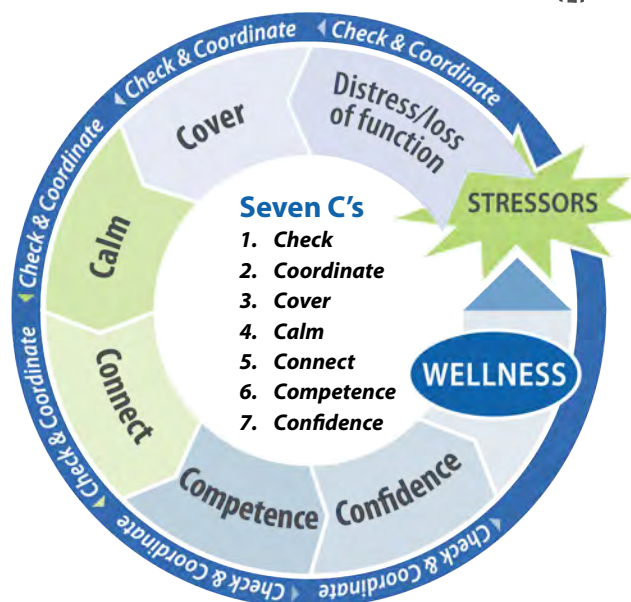 Check & Coordinate
Check & Coordinate
Check & Coordinate
Check & Coordinate
Check & Coordinate
Check & Coordinate
Distress/loss
of function
STRESSORS
Cover
Calm
Connect
Competence
Confidence
WELLNESS
Seven C's
1. Check
2. Coordinate
3. Cover
4. Calm
5. Connect
6. Competence
7. Confidence